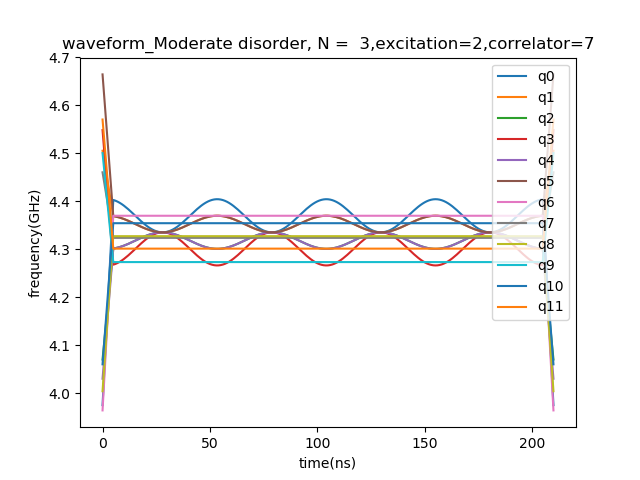 waveform_Moderate disorder, N =  3,excitation=2,correlator=7
4.7
4.6
4.5
4.4
4.3
4.2
4.1
4.0
frequency(GHz)
0
50
100
150
200
time(ns)
q0
q1
q2
q3
q4
q5
q6
q7
q8
q9
q10
q11